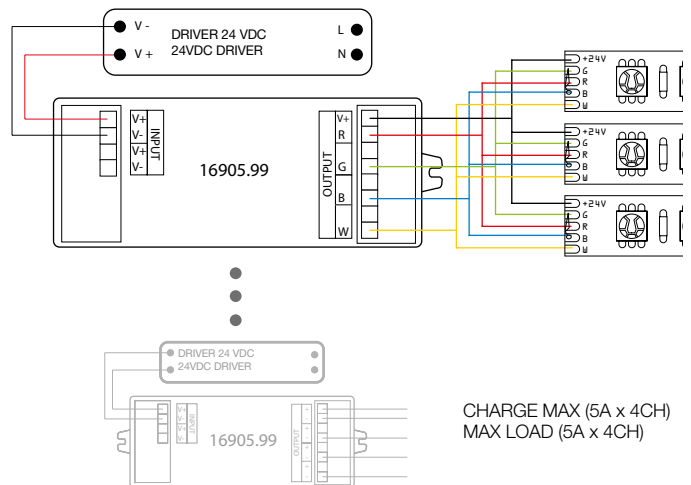 V -
V +
DRIVER 24 VDC
24VDC DRIVER
L
N
V+
V-
V+
V-
INPUT
16905.99
OUTPUT
V+
R
G
B
W
+24V
G
R
B
W
+24V
G
R
B
W
+24V
G
R
B
W
DRIVER 24 VDC
24VDC DRIVER
INPUT
16905.99
OUTPUT
CHARGE MAX (5A x 4CH)
MAX LOAD (5A x 4CH)